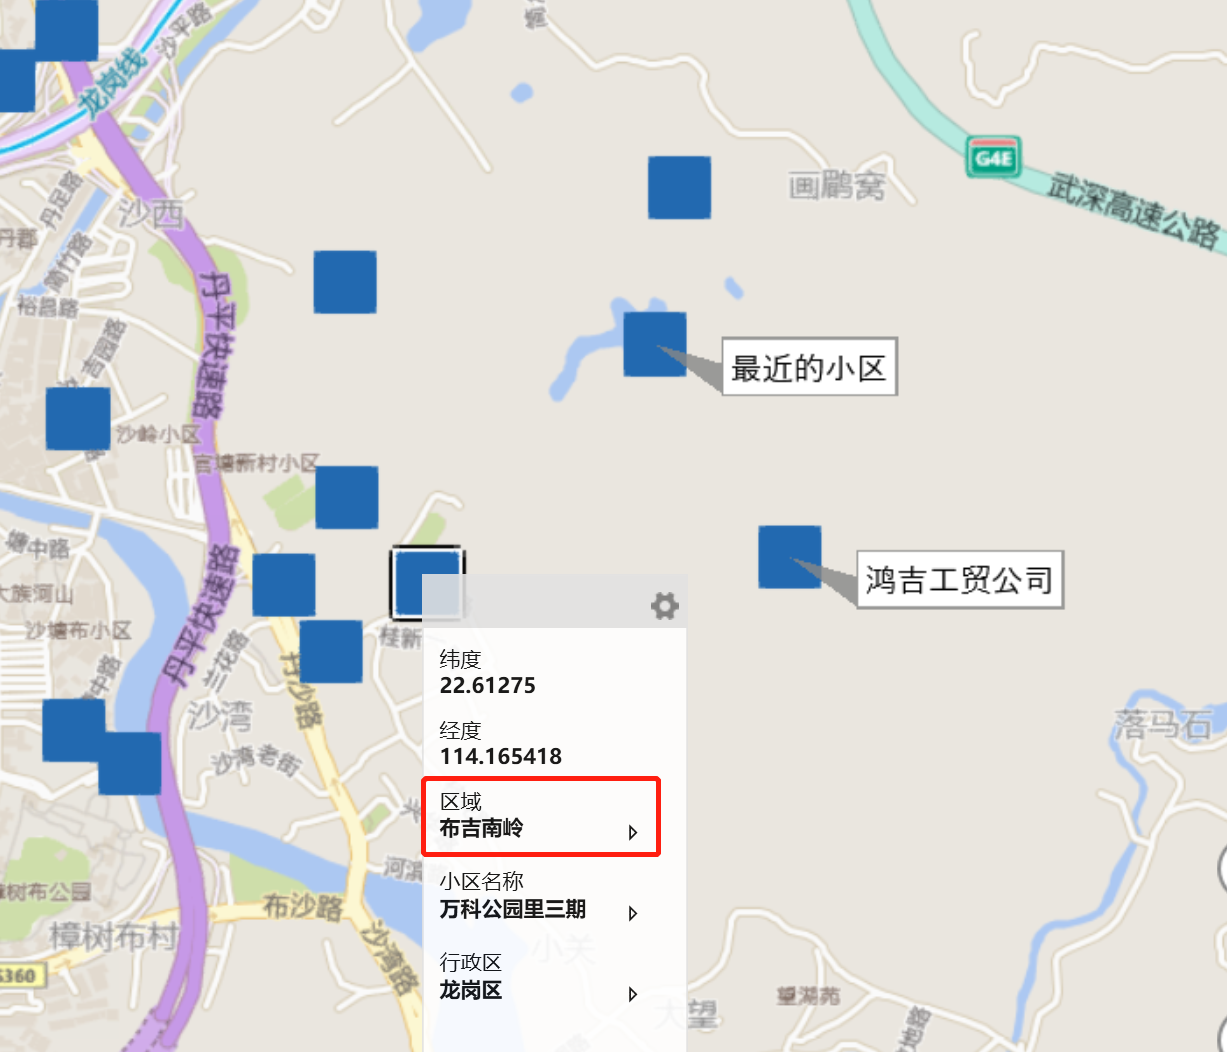 沙平路
龙岗线
G4E
武深高速公路
画鹛窝
丹足路
沙西
丹郡
简竹路
裕昌路
吉园路
丹平快速路
最近的小区
沙岭小区
官塘新村小区
塘中路
大族河山
沙塘布小区
丹平快速路
兰花路
鸿吉工贸公司
桂新
纬度
22.61275
经度
114.165418
区域
布吉南岭
小区名称
万科公园里三期
行政区
龙岗区
沙湾
沙湾老街
落马石
河滨
樟树布公园
樟树布村
布沙路
沙湾路
S360
小关
大望
望湖苑